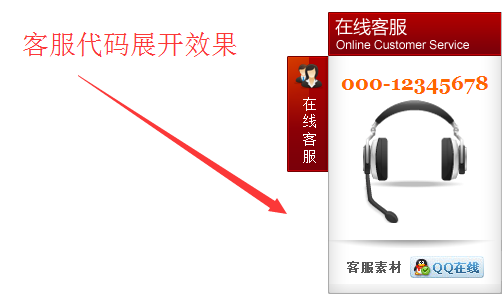 客服代码展开效果
在线客服
Online Customer Service
000-12345678
在
线
客
服
客服素材 QQ在线